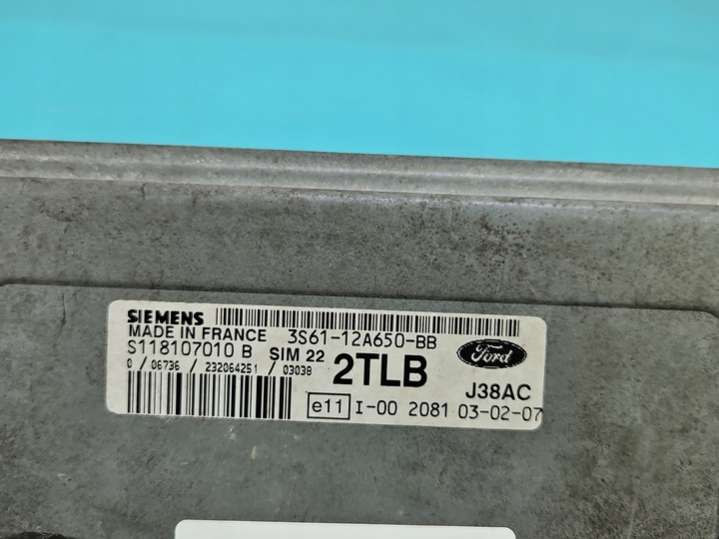 SIEMENS
MADE IN FRANCE 3S61-12A650-BB
S118107010 B SIM 22 2TLB Ford
0 / 06736 / 232064251 / 03038 J38AC
e11 I-00 2081 03-02-07